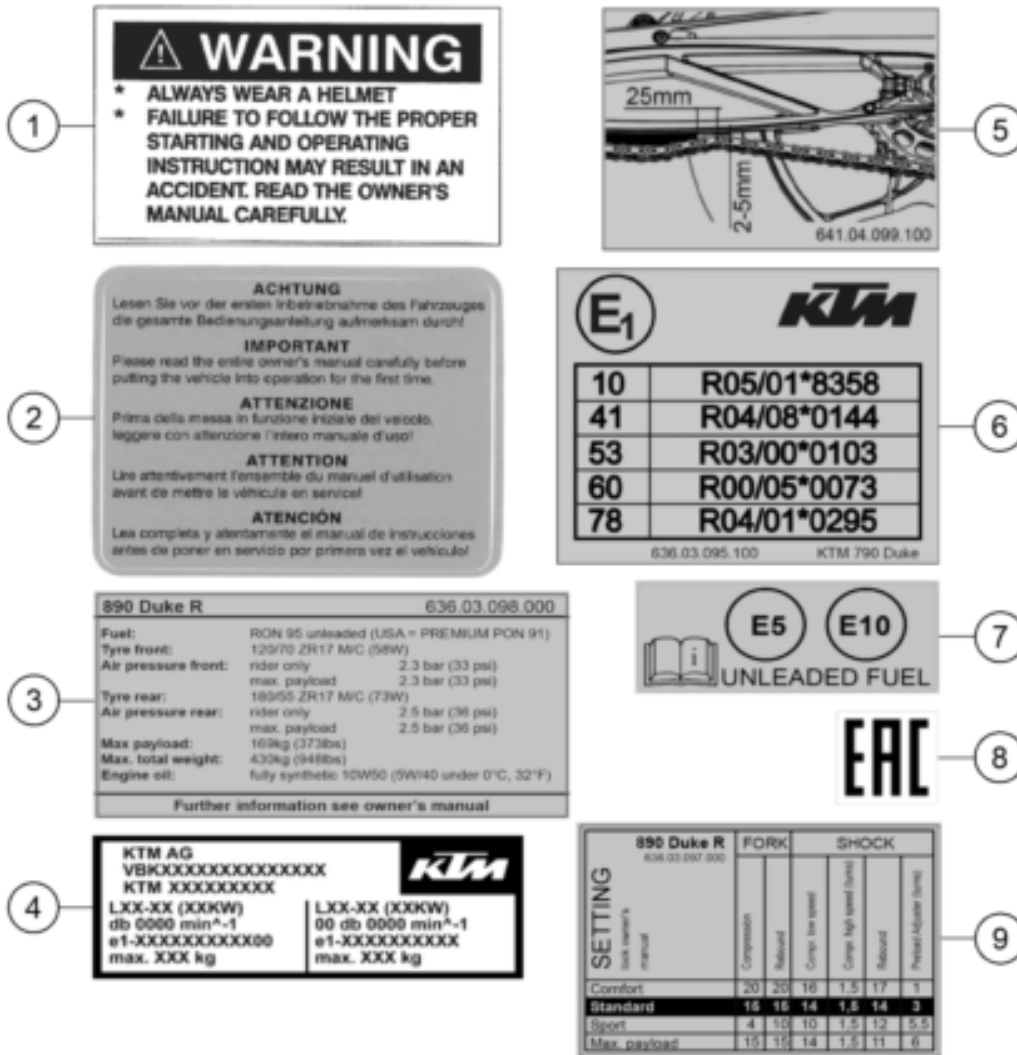 1
WARNING
* ALWAYS WEAR A HELMET
* FAILURE TO FOLLOW THE PROPER
STARTING AND OPERATING
INSTRUCTION MAY RESULT IN AN
ACCIDENT. READ THE OWNER'S
MANUAL CAREFULLY.
2
ACHTUNG
Lesen Sie vor der ersten Inbetriebnahme des Fahrzeuges
die gesamte Bedienungsanleitung aufmerksam durch!
IMPORTANT
Please read the entire owner's manual carefully before
putting the vehicle into operation for the first time.
ATTENZIONE
Prima della messa in funzione iniziale del veicolo,
leggere con attenzione l'intero manuale d'uso!
ATTENTION
Lire attentivement l'ensemble du manuel d'utilisation
avant de mettre le véhicule en service!
ATENCIÓN
Lea completa y atentamente el manual de instrucciones
antes de poner en servicio por primera vez el vehículo!
3
890 Duke R 636.03.098.000
Fuel: RON 95 unleaded (USA = PREMIUM PON 91)
Tyre front: 120/70 ZR17 M/C (58W)
Air pressure front: rider only 2.3 bar (33 psi)
max. payload 2.3 bar (33 psi)
Tyre rear: 180/55 ZR17 M/C (73W)
Air pressure rear: rider only 2.5 bar (36 psi)
max. payload 2.5 bar (36 psi)
Max payload: 169kg (373lbs)
Max. total weight: 430kg (948lbs)
Engine oil: fully synthetic 10W50 (5W/40 under 0°C, 32°F)
Further information see owner's manual
4
KTM AG
VBKXXXXXXXXXXXXXX
KTM XXXXXXXXX
KTM
LXX-XX (XXKW)
db 0000 min^-1
e1-XXXXXXXXXX00
max. XXX kg
LXX-XX (XXKW)
00 db 0000 min^-1
e1-XXXXXXXXXX
max. XXX kg
5
25mm
2-5mm
641.04.099.100
6
E1 KTM
10 R05/01*8358
41 R04/08*0144
53 R03/00*0103
60 R00/05*0073
78 R04/01*0295
636.03.095.100 KTM 790 Duke
7
E5 E10
i
UNLEADED FUEL
8
EAC
9
890 Duke R FORK SHOCK
636.03.097.000
SETTING
look owner's
manual
Compression
Rebound
Compr. low speed
Compr. high speed (turns)
Rebound
Preload Adjuster (turns)
Comfort 20 20 16 1,5 17 1
Standard 15 15 14 1,5 14 3
Sport 4 10 10 1,5 12 5,5
Max. payload 15 15 14 1,5 11 6